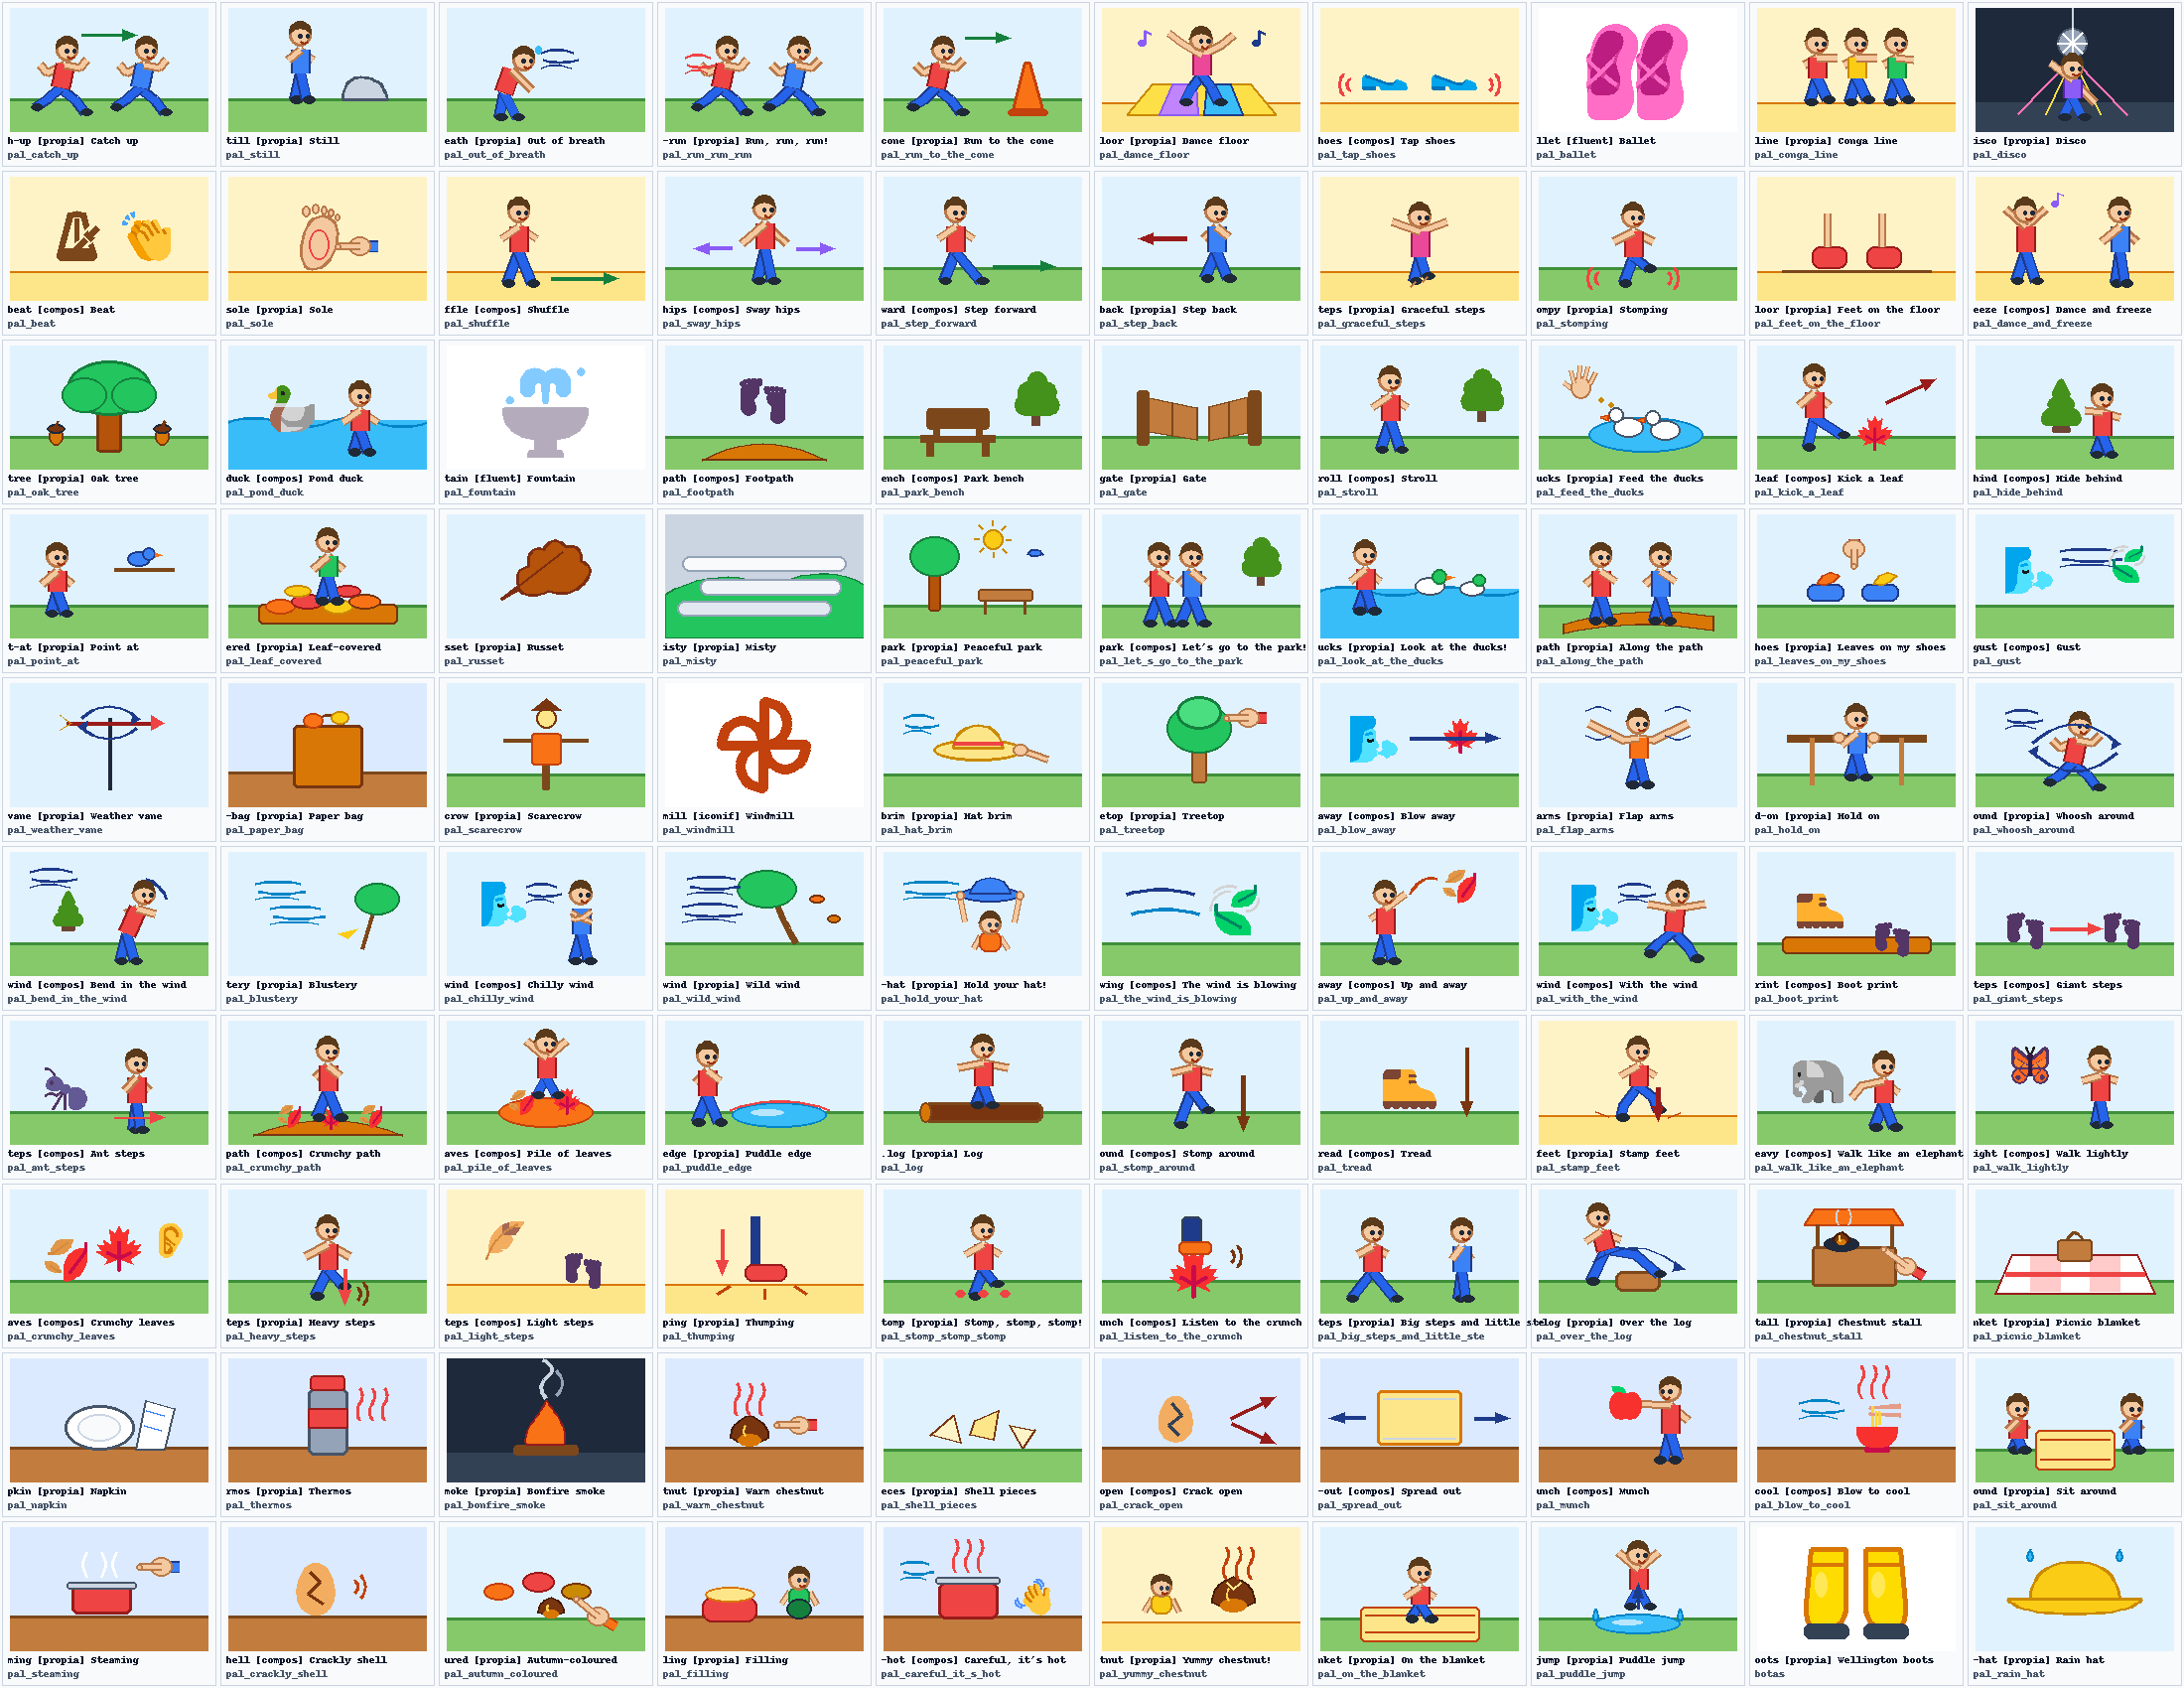 h-up [propia] Catch up
pal_catch_up
till [propia] Still
pal_still
eath [propia] Out of breath
pal_out_of_breath
-run [propia] Run, run, run!
pal_run_run_run
cone [propia] Run to the cone
pal_run_to_the_cone
loor [propia] Dance floor
pal_dance_floor
hoes [compos] Tap shoes
pal_tap_shoes
llet [fluent] Ballet
pal_ballet
line [propia] Conga line
pal_conga_line
isco [propia] Disco
pal_disco
beat [compos] Beat
pal_beat
sole [propia] Sole
pal_sole
ffle [compos] Shuffle
pal_shuffle
hips [compos] Sway hips
pal_sway_hips
ward [compos] Step forward
pal_step_forward
back [propia] Step back
pal_step_back
teps [propia] Graceful steps
pal_graceful_steps
ompy [propia] Stomping
pal_stomping
loor [propia] Feet on the floor
pal_feet_on_the_floor
eeze [compos] Dance and freeze
pal_dance_and_freeze
tree [propia] Oak tree
pal_oak_tree
duck [compos] Pond duck
pal_pond_duck
tain [fluent] Fountain
pal_fountain
path [compos] Footpath
pal_footpath
ench [compos] Park bench
pal_park_bench
gate [propia] Gate
pal_gate
roll [compos] Stroll
pal_stroll
ucks [propia] Feed the ducks
pal_feed_the_ducks
leaf [compos] Kick a leaf
pal_kick_a_leaf
hind [compos] Hide behind
pal_hide_behind
t-at [propia] Point at
pal_point_at
ered [propia] Leaf-covered
pal_leaf_covered
sset [propia] Russet
pal_russet
isty [propia] Misty
pal_misty
park [propia] Peaceful park
pal_peaceful_park
park [compos] Let's go to the park!
pal_let_s_go_to_the_park
ucks [propia] Look at the ducks!
pal_look_at_the_ducks
path [propia] Along the path
pal_along_the_path
hoes [propia] Leaves on my shoes
pal_leaves_on_my_shoes
gust [compos] Gust
pal_gust
vane [propia] Weather vane
pal_weather_vane
-bag [propia] Paper bag
pal_paper_bag
crow [propia] Scarecrow
pal_scarecrow
mill [iconif] Windmill
pal_windmill
brim [propia] Hat brim
pal_hat_brim
etop [propia] Treetop
pal_treetop
away [compos] Blow away
pal_blow_away
arms [propia] Flap arms
pal_flap_arms
d-on [propia] Hold on
pal_hold_on
ound [propia] Whoosh around
pal_whoosh_around
wind [compos] Bend in the wind
pal_bend_in_the_wind
tery [propia] Blustery
pal_blustery
wind [compos] Chilly wind
pal_chilly_wind
wind [propia] Wild wind
pal_wild_wind
-hat [propia] Hold your hat!
pal_hold_your_hat
wing [compos] The wind is blowing
pal_the_wind_is_blowing
away [compos] Up and away
pal_up_and_away
wind [compos] With the wind
pal_with_the_wind
rint [compos] Boot print
pal_boot_print
teps [compos] Giant steps
pal_giant_steps
teps [compos] Ant steps
pal_ant_steps
path [compos] Crunchy path
pal_crunchy_path
aves [compos] Pile of leaves
pal_pile_of_leaves
edge [propia] Puddle edge
pal_puddle_edge
.log [propia] Log
pal_log
ound [compos] Stomp around
pal_stomp_around
read [compos] Tread
pal_tread
feet [propia] Stamp feet
pal_stamp_feet
eavy [compos] Walk like an elephant
pal_walk_like_an_elephant
ight [compos] Walk lightly
pal_walk_lightly
aves [compos] Crunchy leaves
pal_crunchy_leaves
teps [propia] Heavy steps
pal_heavy_steps
teps [compos] Light steps
pal_light_steps
ping [propia] Thumping
pal_thumping
tomp [propia] Stomp, stomp, stomp!
pal_stomp_stomp_stomp
unch [compos] Listen to the crunch
pal_listen_to_the_crunch
teps [propia] Big steps and little ste
pal_big_steps_and_little_ste
log [propia] Over the log
pal_over_the_log
tall [propia] Chestnut stall
pal_chestnut_stall
nket [propia] Picnic blanket
pal_picnic_blanket
pkin [propia] Napkin
pal_napkin
rmos [propia] Thermos
pal_thermos
moke [propia] Bonfire smoke
pal_bonfire_smoke
tnut [propia] Warm chestnut
pal_warm_chestnut
eces [propia] Shell pieces
pal_shell_pieces
open [compos] Crack open
pal_crack_open
-out [compos] Spread out
pal_spread_out
unch [compos] Munch
pal_munch
cool [compos] Blow to cool
pal_blow_to_cool
ound [propia] Sit around
pal_sit_around
ming [propia] Steaming
pal_steaming
hell [compos] Crackly shell
pal_crackly_shell
ured [propia] Autumn-coloured
pal_autumn_coloured
ling [propia] Filling
pal_filling
-hot [compos] Careful, it's hot
pal_careful_it_s_hot
tnut [propia] Yummy chestnut!
pal_yummy_chestnut
nket [propia] On the blanket
pal_on_the_blanket
jump [propia] Puddle jump
pal_puddle_jump
oots [propia] Wellington boots
botas
-hat [propia] Rain hat
pal_rain_hat